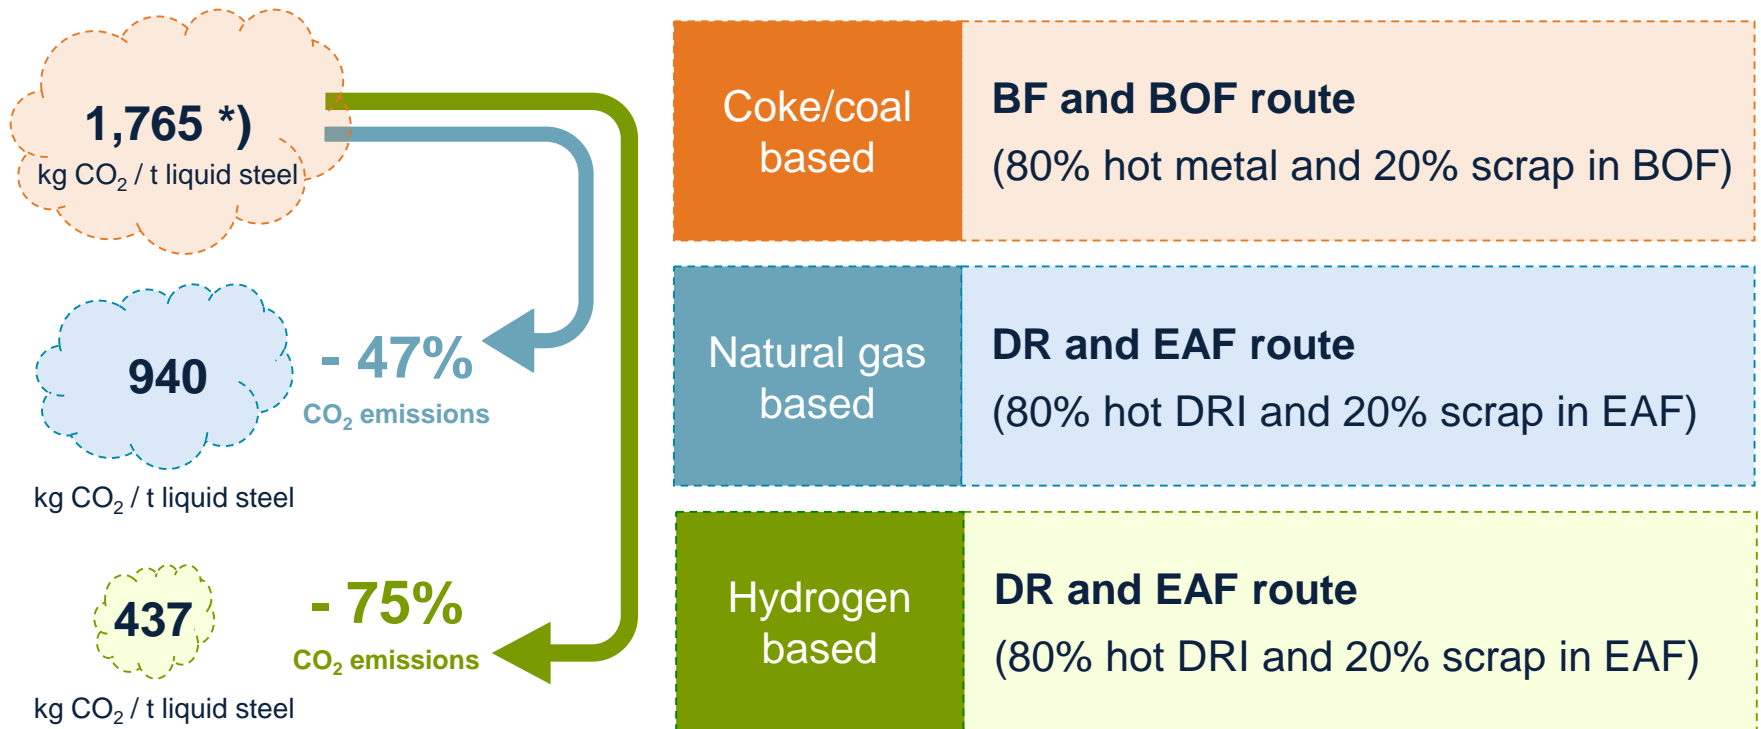 1,765 *)
kg CO₂ / t liquid steel
Coke/coal
based
BF and BOF route
(80% hot metal and 20% scrap in BOF)
940
- 47%
CO₂ emissions
kg CO₂ / t liquid steel
Natural gas
based
DR and EAF route
(80% hot DRI and 20% scrap in EAF)
437
- 75%
CO₂ emissions
kg CO₂ / t liquid steel
Hydrogen
based
DR and EAF route
(80% hot DRI and 20% scrap in EAF)